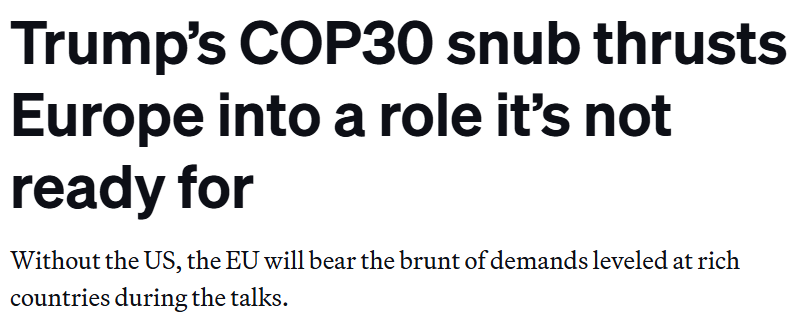 Trump’s COP30 snub thrusts
Europe into a role it’s not
ready for
Without the US, the EU will bear the brunt of demands leveled at rich
countries during the talks.